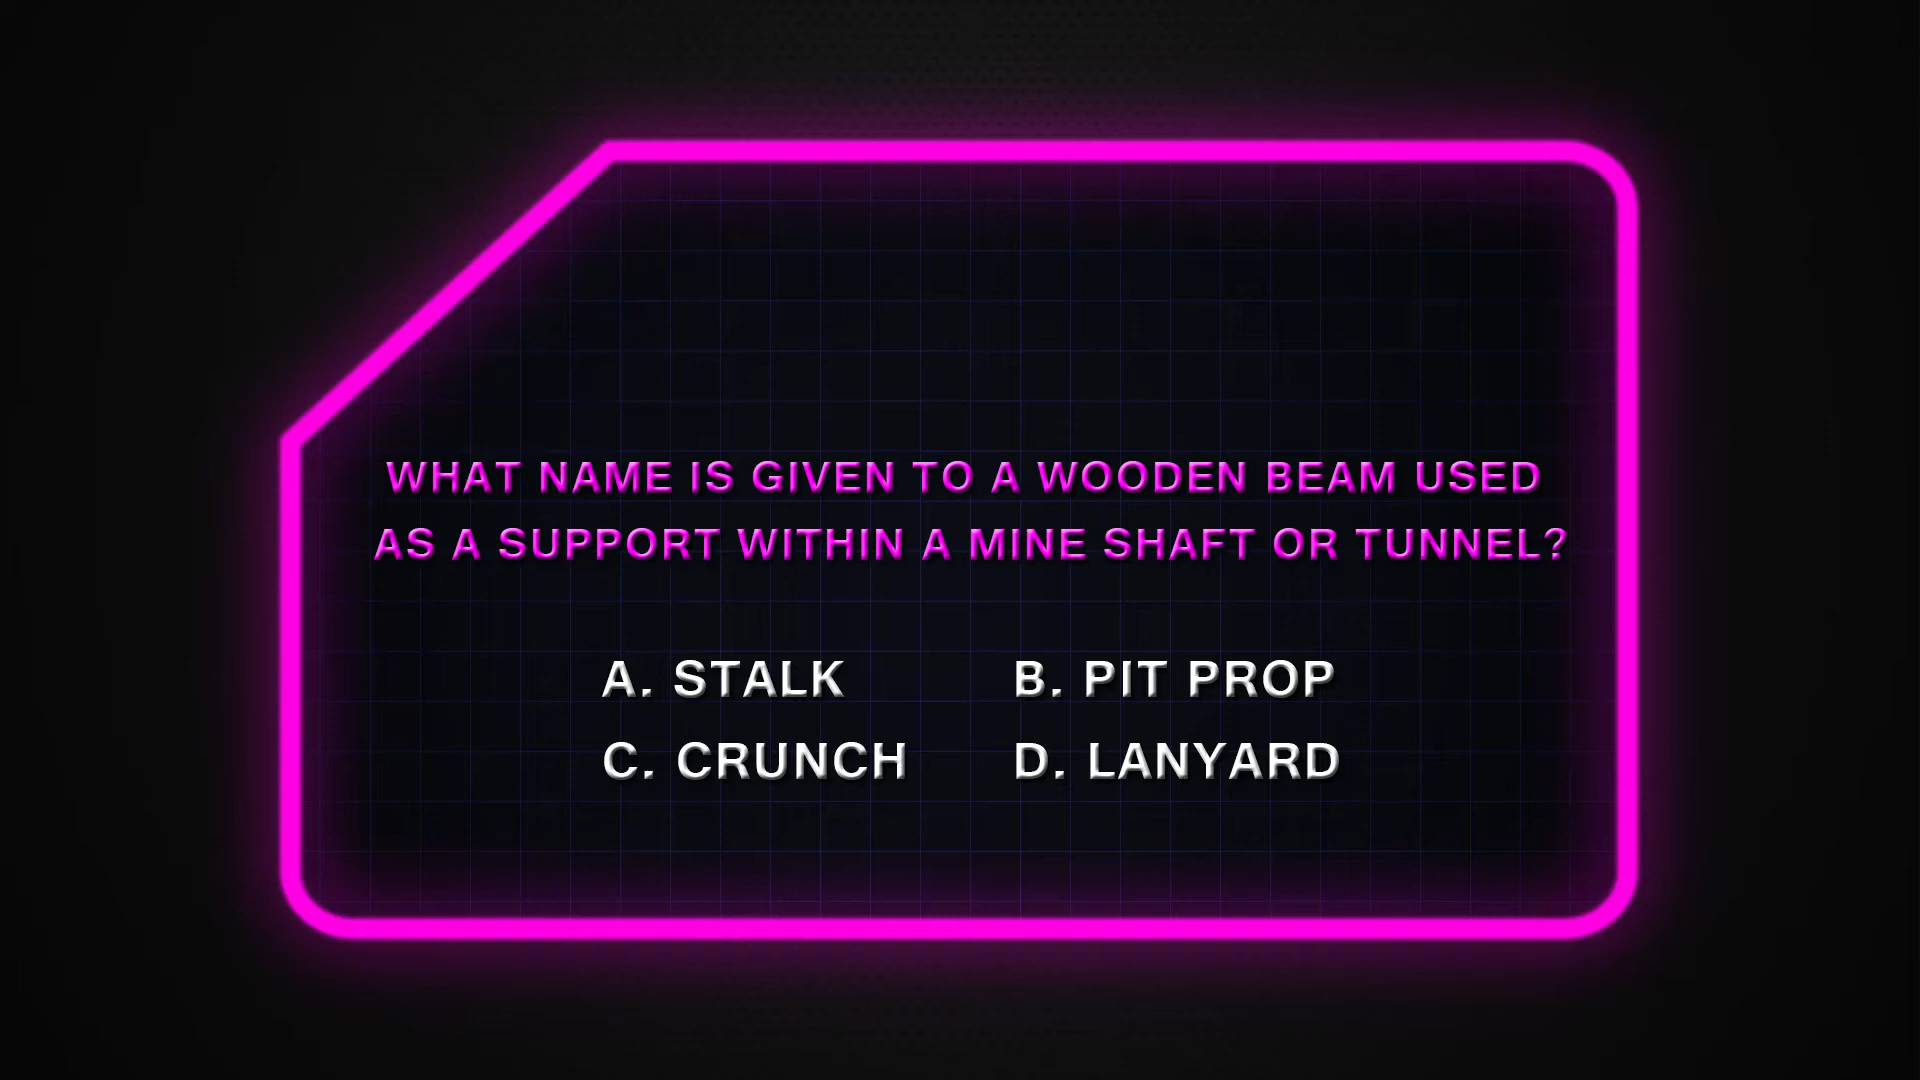 WHAT NAME IS GIVEN TO A WOODEN BEAM USED
AS A SUPPORT WITHIN A MINE SHAFT OR TUNNEL?
A. STALK
B. PIT PROP
C. CRUNCH
D. LANYARD